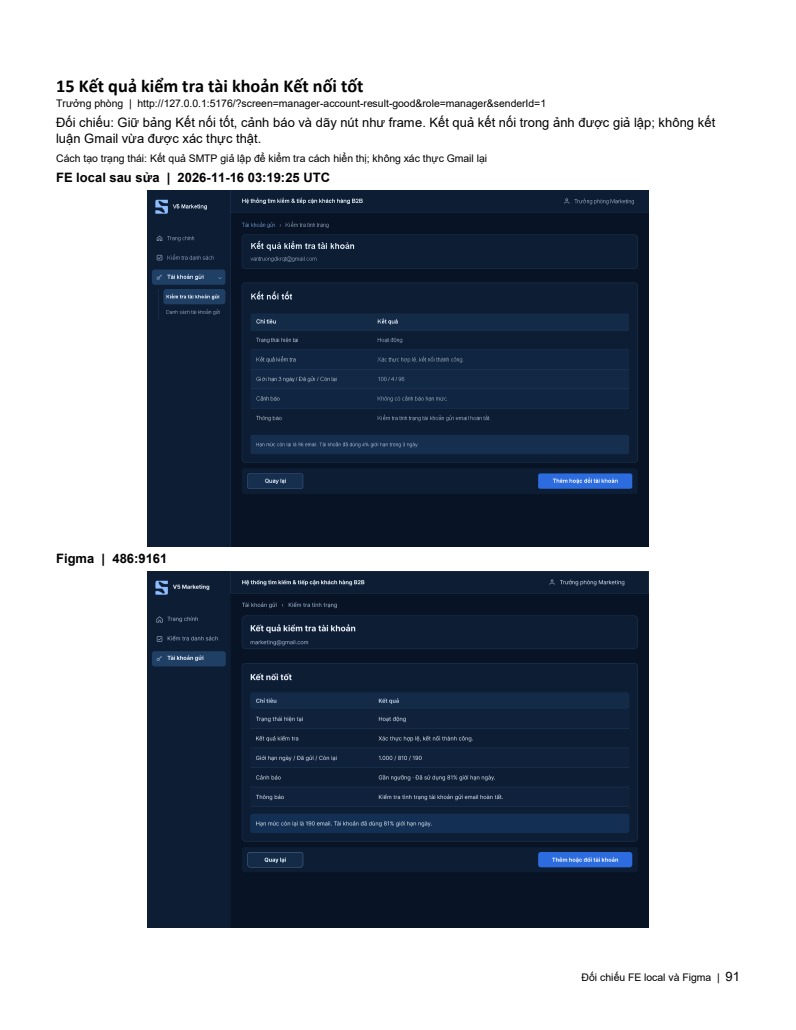 15 Kết quả kiểm tra tài khoản Kết nối tốt
Trưởng phòng | http://127.0.0.1:5176/?screen=manager-account-result-good&role=manager&senderId=1
Đối chiếu: Giữ bảng Kết nối tốt, cảnh báo và dãy nút như frame. Kết quả kết nối trong ảnh được giả lập; không kết
luận Gmail vừa được xác thực thật.
Cách tạo trạng thái: Kết quả SMTP giả lập để kiểm tra cách hiển thị; không xác thực Gmail lại
FE local sau sửa | 2026-11-16 03:19:25 UTC
V5 Marketing
Hệ thống tìm kiếm & tiếp cận khách hàng B2B
Trưởng phòng Marketing
Tài khoản gửi › Kiểm tra tình trạng
Trang chính
Kiểm tra danh sách
Tài khoản gửi
Kiểm tra tài khoản gửi
Danh sách tài khoản gửi
Kết quả kiểm tra tài khoản
Kết nối tốt
Chỉ tiêu Kết quả
Trạng thái hiện tại Hoạt động
Kết quả kiểm tra Xác thực hợp lệ, kết nối thành công.
Giới hạn 3 ngày / Đã gửi / Còn lại 100 / 4 / 96
Cảnh báo Không có cảnh báo hạn mức.
Thông báo Kiểm tra tình trạng tài khoản gửi email hoàn tất.
Hạn mức còn lại là 96 email. Tài khoản đã dùng 4% giới hạn trong 3 ngày.
Quay lại Thêm hoặc đổi tài khoản
Figma | 486:9161
V5 Marketing
Hệ thống tìm kiếm & tiếp cận khách hàng B2B
Trưởng phòng Marketing
Tài khoản gửi › Kiểm tra tình trạng
Trang chính
Kiểm tra danh sách
Tài khoản gửi
Kết quả kiểm tra tài khoản
marketing@gmail.com
Kết nối tốt
Chỉ tiêu Kết quả
Trạng thái hiện tại Hoạt động
Kết quả kiểm tra Xác thực hợp lệ, kết nối thành công.
Giới hạn ngày / Đã gửi / Còn lại 1.000 / 810 / 190
Cảnh báo Gần ngưỡng · Đã sử dụng 81% giới hạn ngày.
Thông báo Kiểm tra tình trạng tài khoản gửi email hoàn tất.
Hạn mức còn lại là 190 email. Tài khoản đã dùng 81% giới hạn ngày.
Quay lại Thêm hoặc đổi tài khoản
Đối chiếu FE local và Figma | 91